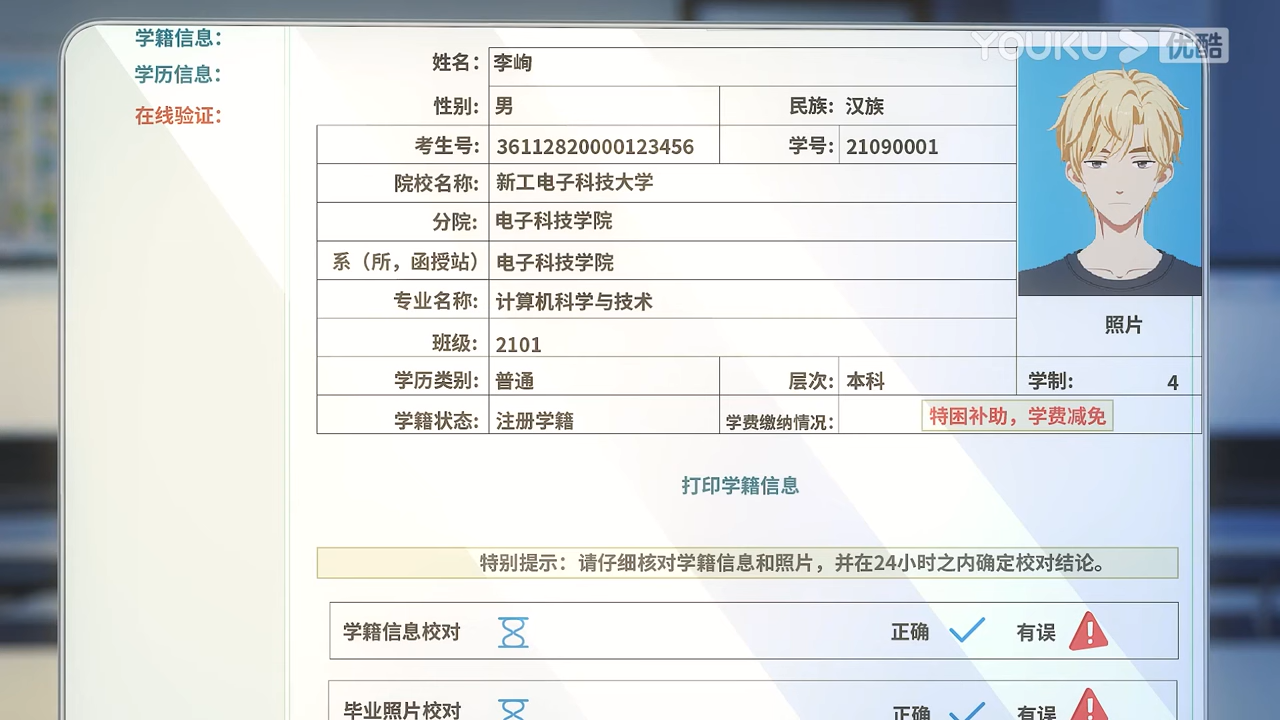 YOUKU 优酷
学籍信息：
学历信息：
在线验证：
姓名： 李峋
性别： 男 民族： 汉族
考生号: 36112820000123456 学号: 21090001
院校名称: 新工电子科技大学
分院: 电子科技学院
系（所，函授站） 电子科技学院
专业名称: 计算机科学与技术
班级: 2101
照片
学历类别: 普通 层次: 本科 学制: 4
学籍状态: 注册学籍 学费缴纳情况: 特困补助，学费减免
打印学籍信息
特别提示：请仔细核对学籍信息和照片，并在24小时之内确定校对结论。
学籍信息校对 正确 有误
毕业照片校对 正确 有误